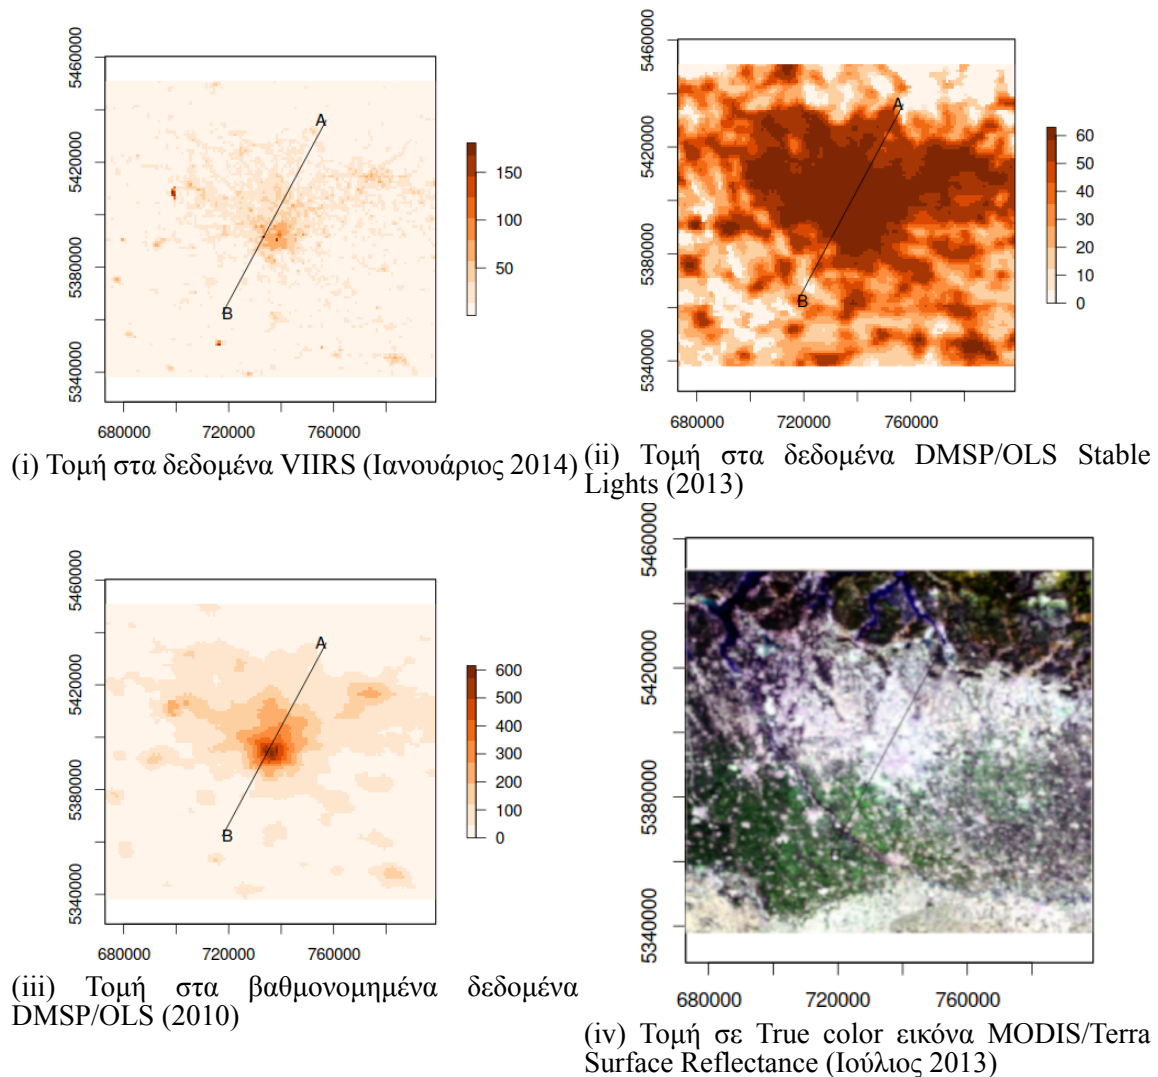 5460000
5420000
5380000
5340000
A
B
150
100
50
680000 720000 760000
(i) Τομή στα δεδομένα VIIRS (Ιανουάριος 2014)
5460000
5420000
5380000
5340000
A
B
60
50
40
30
20
10
0
680000 720000 760000
(ii) Τομή στα δεδομένα DMSP/OLS Stable
Lights (2013)
5460000
5420000
5380000
5340000
A
B
600
500
400
300
200
100
0
680000 720000 760000
(iii) Τομή στα βαθμονομημένα δεδομένα
DMSP/OLS (2010)
5460000
5420000
5380000
5340000
680000 720000 760000
(iv) Τομή σε True color εικόνα MODIS/Terra
Surface Reflectance (Ιούλιος 2013)